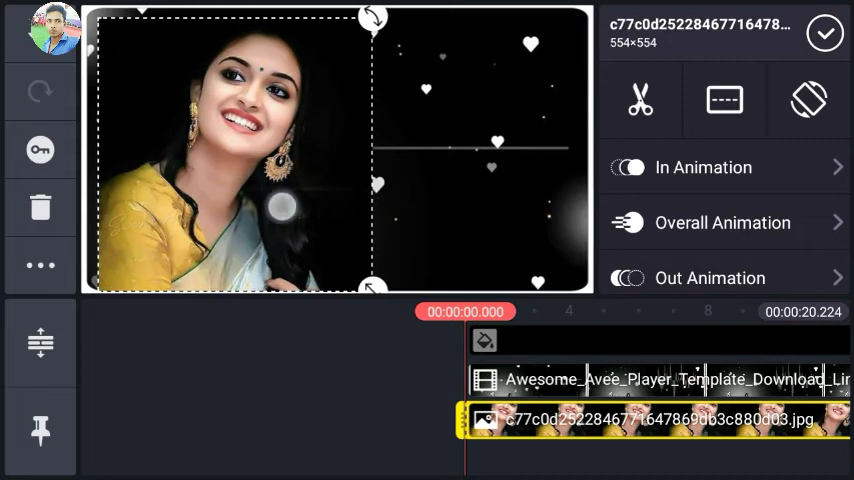 c77c0d25228467716478...
554×554
In Animation
Overall Animation
Out Animation
00:00:00.000
4
8
00:00:20.224
Awesome_Avee_Player_Template_Download_Lin
c77c0d2522846771647869db3c880d03.jpg